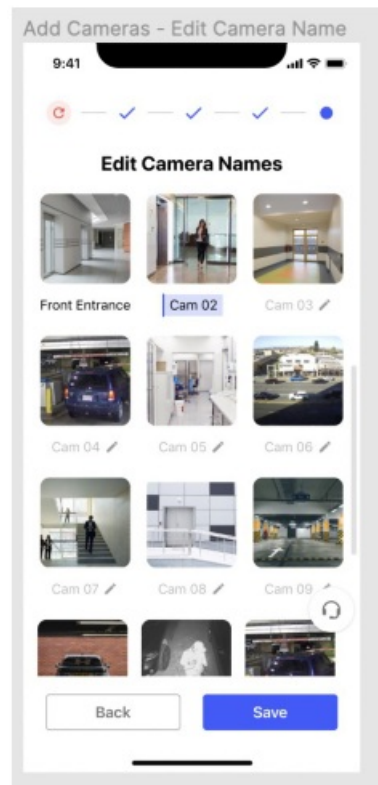 Add Cameras - Edit Camera Name
9:41
Edit Camera Names
Front Entrance
Cam 02
Cam 03
Cam 04
Cam 05
Cam 06
Cam 07
Cam 08
Cam 09
Back
Save